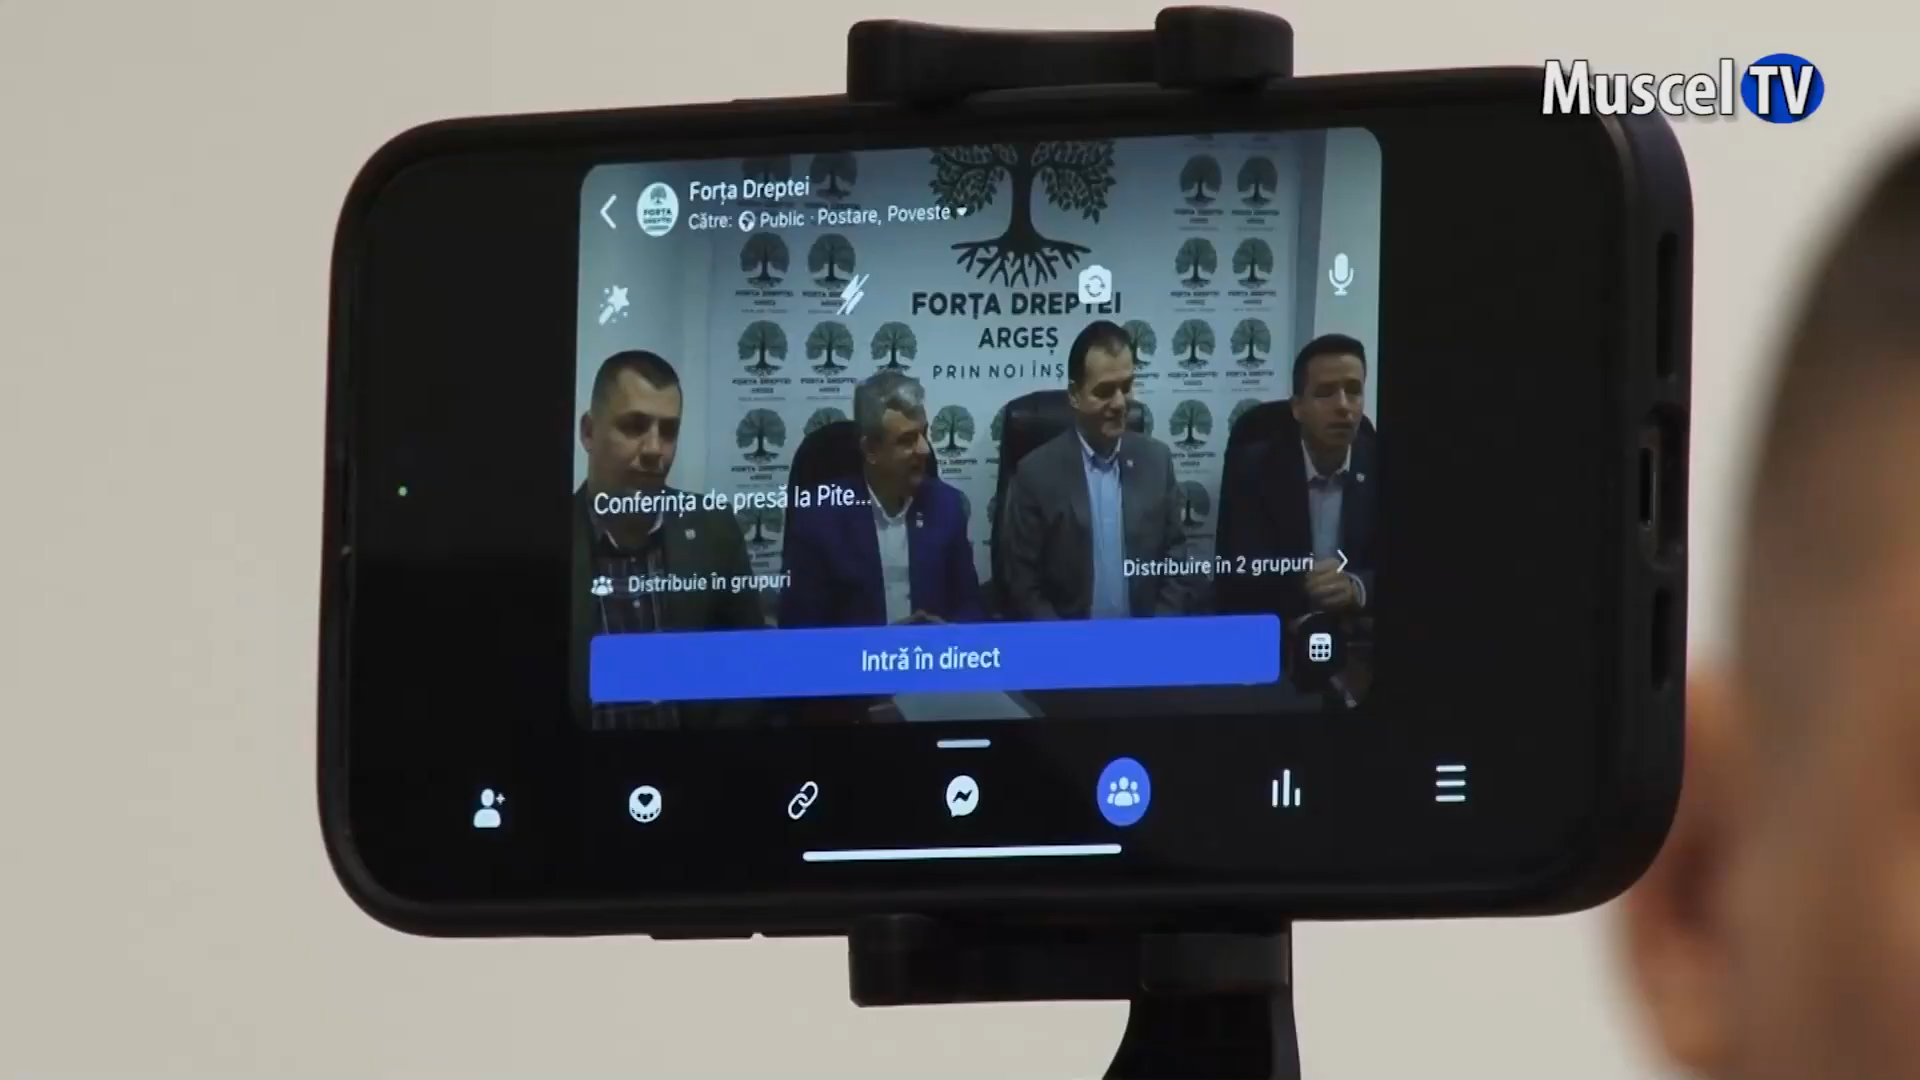 Muscel TV
Forța Dreptei
Către: Public · Postare, Poveste
FORȚA DREPTEI
ARGEȘ
PRIN NOI ÎNȘ
Conferința de presă la Pite...
Distribuie în grupuri
Distribuire în 2 grupuri
Intră în direct